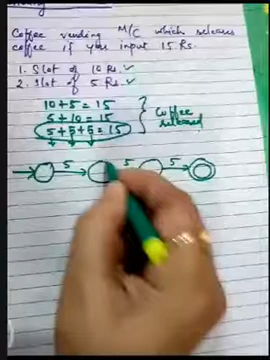 Coffee vending M/C which releases
coffee if you input 15 Rs.
1. Slot of 10 Rs. ✓
2. Slot of 5 Rs. ✓
10+5 = 15
5+10 = 15
5+5+5 = 15
Coffee
released
5 5 5